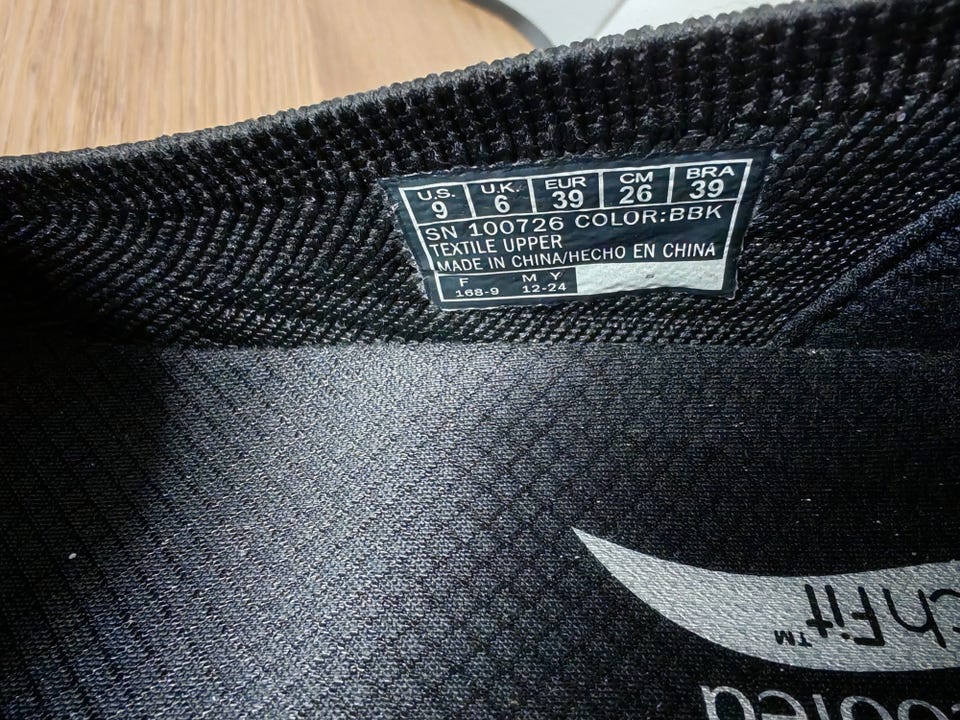 U.S. U.K. EUR CM BRA
9 6 39 26 39
SN 100726 COLOR:BBK
TEXTILE UPPER
MADE IN CHINA/HECHO EN CHINA
F M Y
168-9 12-24
chFit™